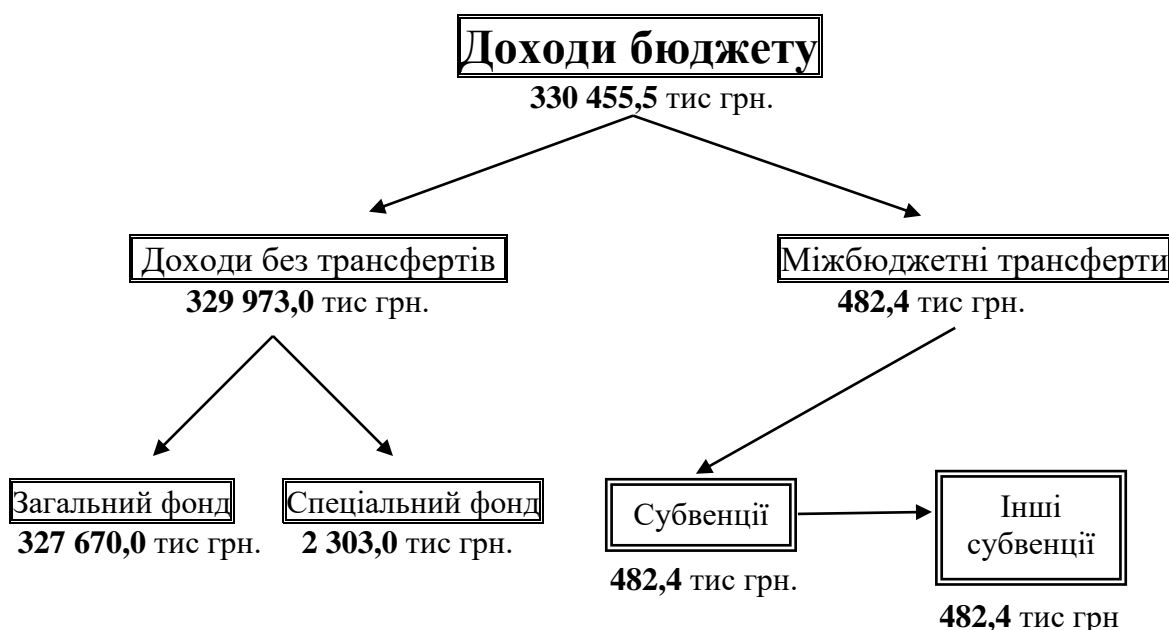 Доходи бюджету
330 455,5 тис грн.
Доходи без трансфертів
329 973,0 тис грн.
Міжбюджетні трансферти
482,4 тис грн.
Загальний фонд
327 670,0 тис грн.
Спеціальний фонд
2 303,0 тис грн.
Субвенції
482,4 тис грн.
Інші
субвенції
482,4 тис грн